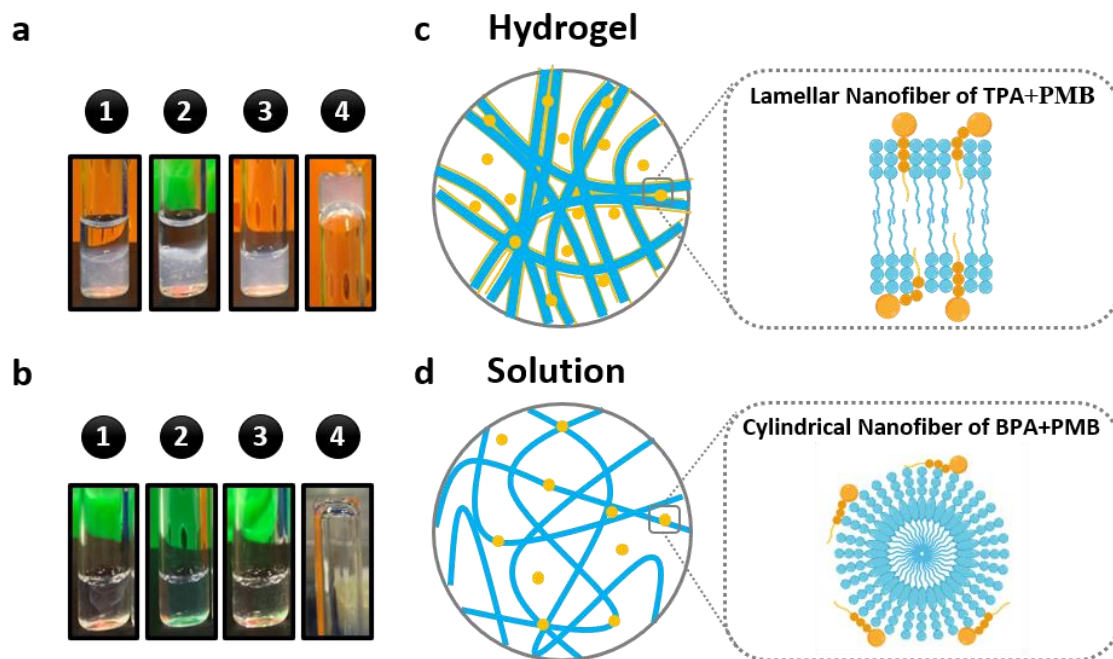 a
1 2 3 4
c Hydrogel
Lamellar Nanofiber of TPA+PMB
b
1 2 3 4
d Solution
Cylindrical Nanofiber of BPA+PMB